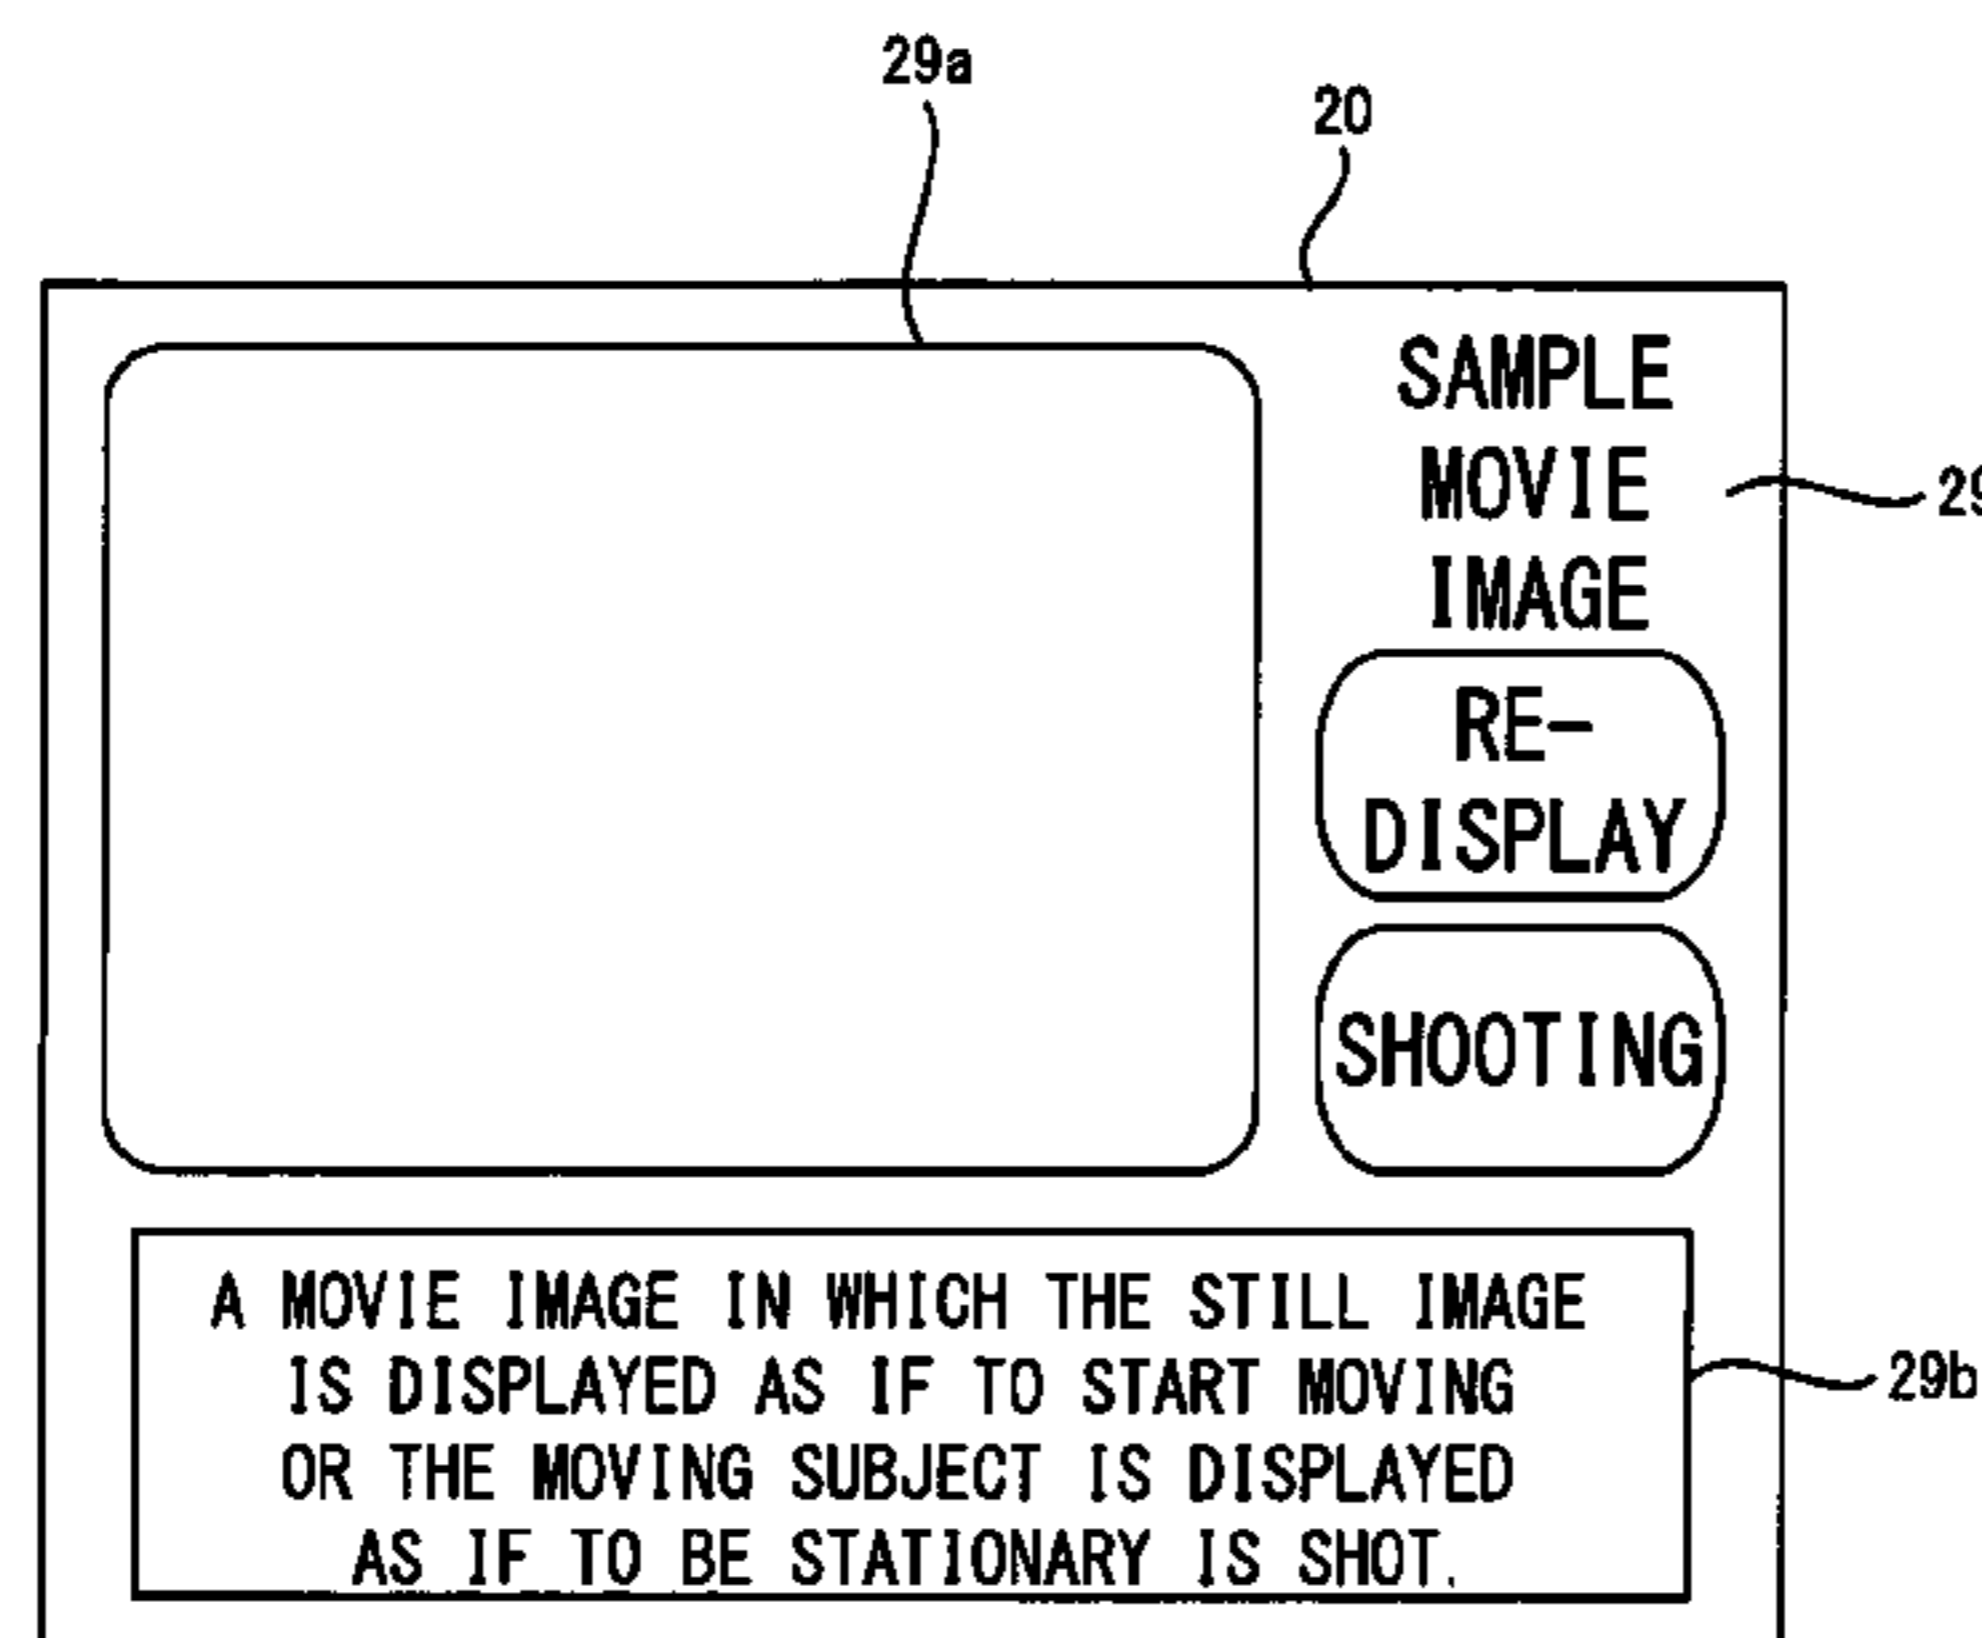 29a
20
SAMPLE
MOVIE
IMAGE
RE-
DISPLAY
SHOOTING
A MOVIE IMAGE IN WHICH THE STILL IMAGE
IS DISPLAYED AS IF TO START MOVING
OR THE MOVING SUBJECT IS DISPLAYED
AS IF TO BE STATIONARY IS SHOT.
29b